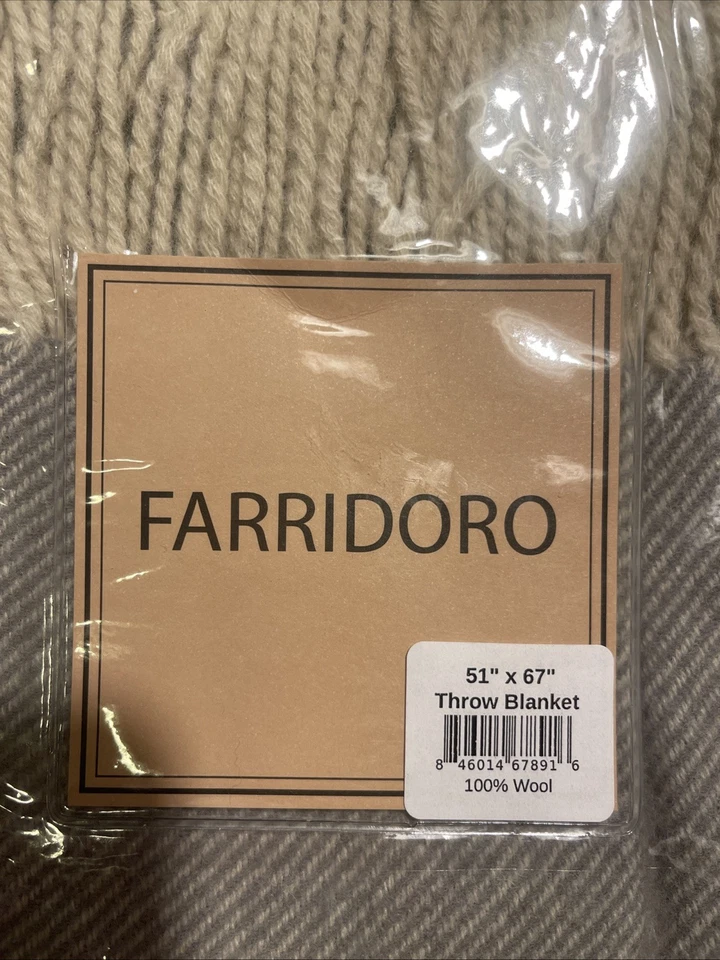 FARRIDORO
51" x 67"
Throw Blanket
8 46014 67891 6
100% Wool